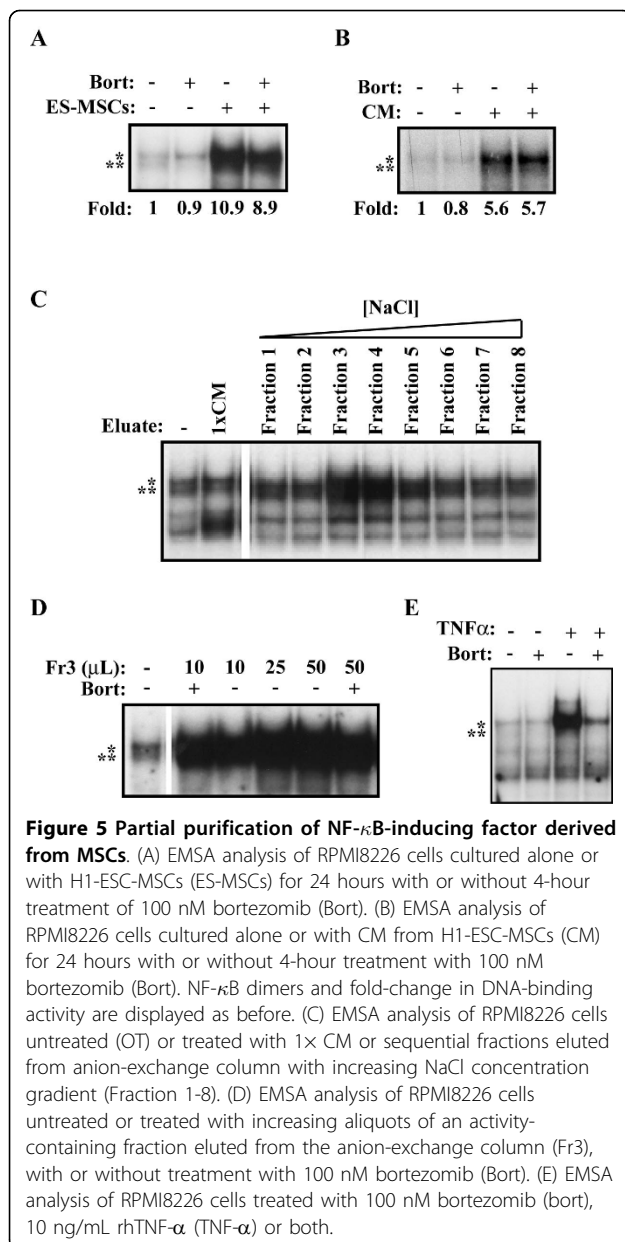 A
Bort: - + - +
ES-MSCs: - - + +
*
**
Fold: 1 0.9 10.9 8.9
B
Bort: - + - +
CM: - - + +
*
**
Fold: 1 0.8 5.6 5.7
C
[NaCl]
Eluate: - 1xCM Fraction 1 Fraction 2 Fraction 3 Fraction 4 Fraction 5 Fraction 6 Fraction 7 Fraction 8
*
**
D
Fr3 (μL): - 10 10 25 50 50
Bort: - + - - - +
*
**
E
TNFα: - - + +
Bort: - + - +
*
**
Figure 5 Partial purification of NF-κB-inducing factor derived
from MSCs. (A) EMSA analysis of RPMI8226 cells cultured alone or
with H1-ESC-MSCs (ES-MSCs) for 24 hours with or without 4-hour
treatment of 100 nM bortezomib (Bort). (B) EMSA analysis of
RPMI8226 cells cultured alone or with CM from H1-ESC-MSCs (CM)
for 24 hours with or without 4-hour treatment with 100 nM
bortezomib (Bort). NF-κB dimers and fold-change in DNA-binding
activity are displayed as before. (C) EMSA analysis of RPMI8226 cells
untreated (OT) or treated with 1× CM or sequential fractions eluted
from anion-exchange column with increasing NaCl concentration
gradient (Fraction 1-8). (D) EMSA analysis of RPMI8226 cells
untreated or treated with increasing aliquots of an activity-
containing fraction eluted from the anion-exchange column (Fr3),
with or without treatment with 100 nM bortezomib (Bort). (E) EMSA
analysis of RPMI8226 cells treated with 100 nM bortezomib (bort),
10 ng/mL rhTNF-α (TNF-α) or both.